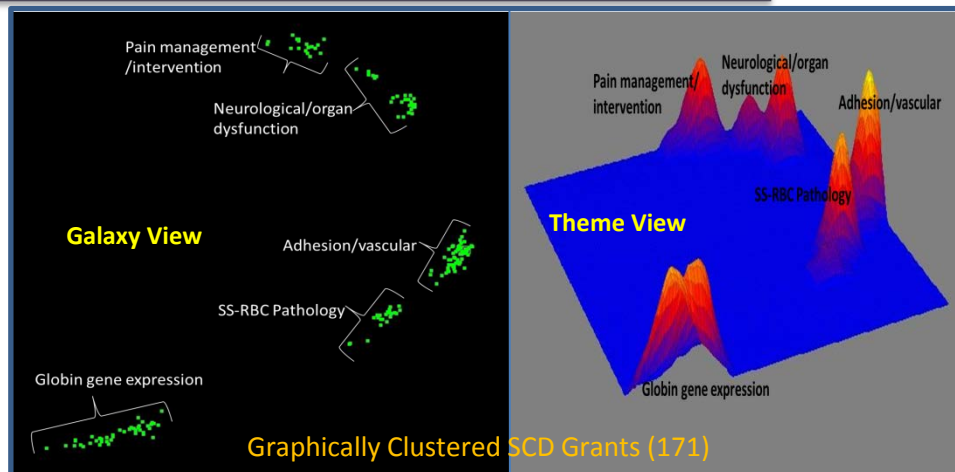 Pain management
/intervention
Neurological/organ
dysfunction
Galaxy View
Adhesion/vascular
SS-RBC Pathology
Globin gene expression
Neurological/organ
dysfunction
Pain management/
intervention
Adhesion/vascular
SS-RBC Pathology
Theme View
Globin gene expression
Graphically Clustered SCD Grants (171)